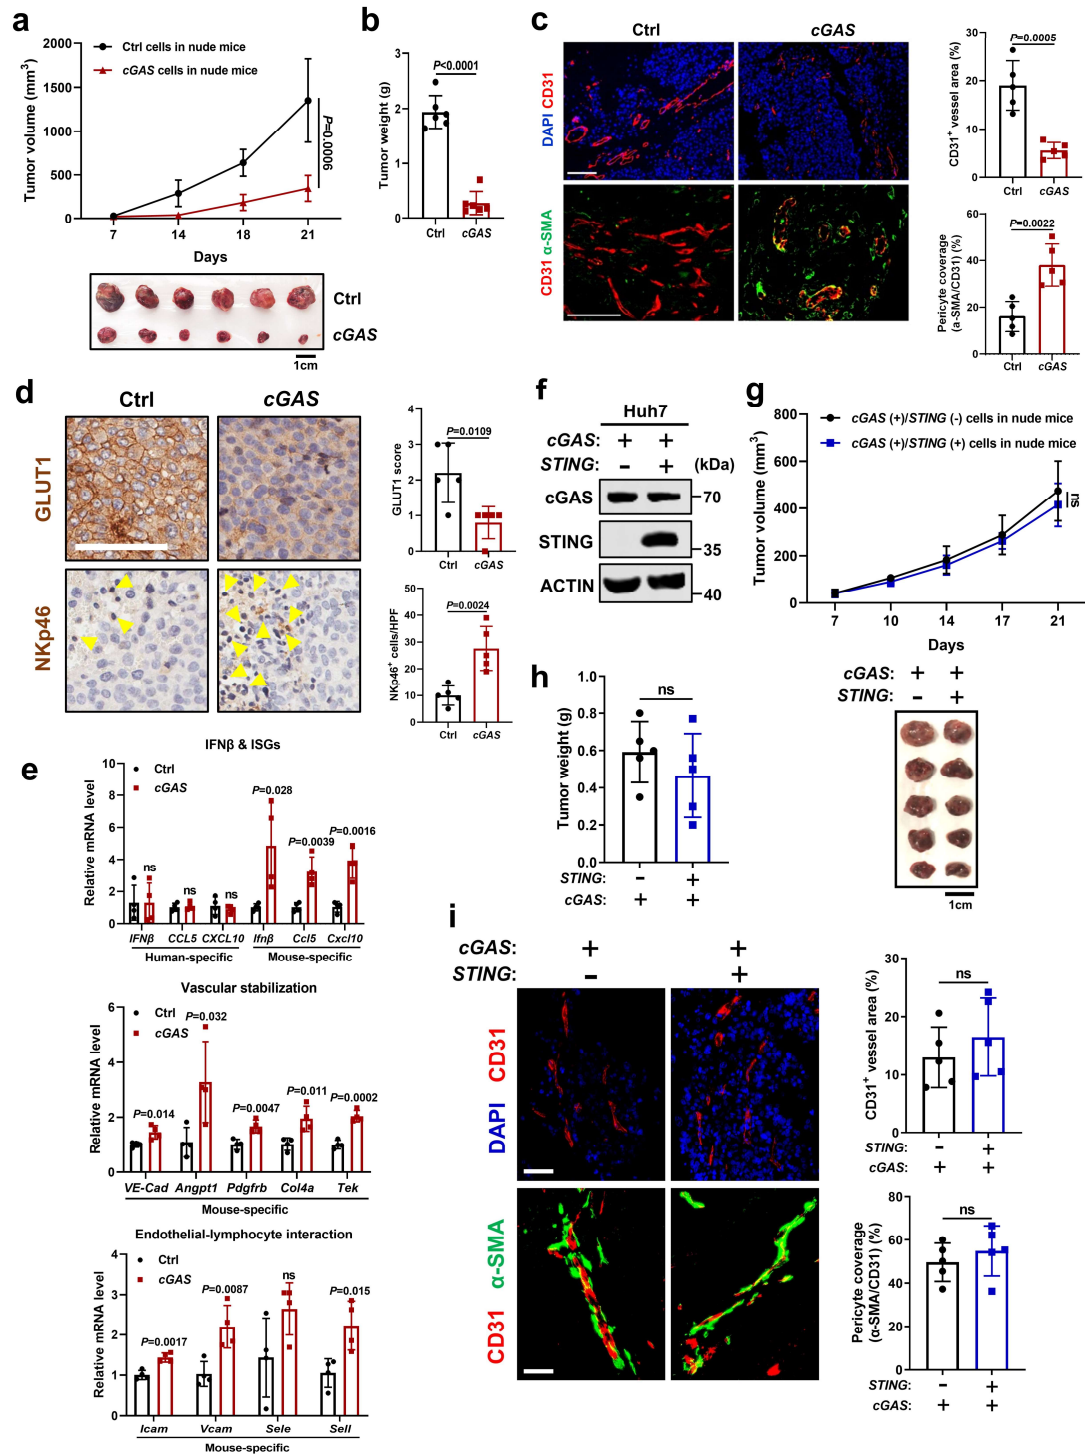 a
Tumor volume (mm³)
2000
1500
1000
500
0
Ctrl cells in nude mice
cGAS cells in nude mice
P=0.0006
7 14 18 21
Days
Ctrl
cGAS
1cm
b
Tumor weight (g)
3
2
1
0
P<0.0001
Ctrl cGAS
c
Ctrl cGAS
DAPI CD31
CD31 α-SMA
CD31⁺ vessel area (%)
30
20
10
0
P=0.0005
Ctrl cGAS
Pericyte coverage
(a-SMA/CD31) (%)
60
40
20
0
P=0.0022
Ctrl cGAS
d
Ctrl cGAS
GLUT1
NKp46
GLUT1 score
4
3
2
1
0
P=0.0109
Ctrl cGAS
NKp46⁺ cells/HPF
50
40
30
20
10
0
P=0.0024
Ctrl cGAS
e
IFNβ & ISGs
Relative mRNA level
10
8
6
4
2
0
Ctrl
cGAS
ns ns ns P=0.028 P=0.0039 P=0.0016
IFNβ CCL5 CXCL10 Ifnβ Ccl5 Cxcl10
Human-specific Mouse-specific
Vascular stabilization
Relative mRNA level
6
4
2
0
Ctrl
cGAS
P=0.014 P=0.032 P=0.0047 P=0.011 P=0.0002
VE-Cad Angpt1 Pdgfrb Col4a Tek
Mouse-specific
Endothelial-lymphocyte interaction
Relative mRNA level
4
3
2
1
0
Ctrl
cGAS
P=0.0017 P=0.0087 ns P=0.015
Icam Vcam Sele Sell
Mouse-specific
f
Huh7
cGAS: + +
STING: - + (kDa)
cGAS 70
STING 35
ACTIN 40
g
Tumor volume (mm³)
800
600
400
200
0
cGAS (+)/STING (-) cells in nude mice
cGAS (+)/STING (+) cells in nude mice
ns
7 10 14 17 21
Days
cGAS: + +
STING: - +
1cm
h
Tumor weight (g)
1.0
0.8
0.6
0.4
0.2
0.0
ns
STING: - +
cGAS: + +
i
cGAS: + +
STING: - +
DAPI CD31
CD31 α-SMA
CD31⁺ vessel area (%)
30
20
10
0
ns
STING: - +
cGAS: + +
Pericyte coverage
(α-SMA/CD31) (%)
80
60
40
20
0
ns
STING: - +
cGAS: + +